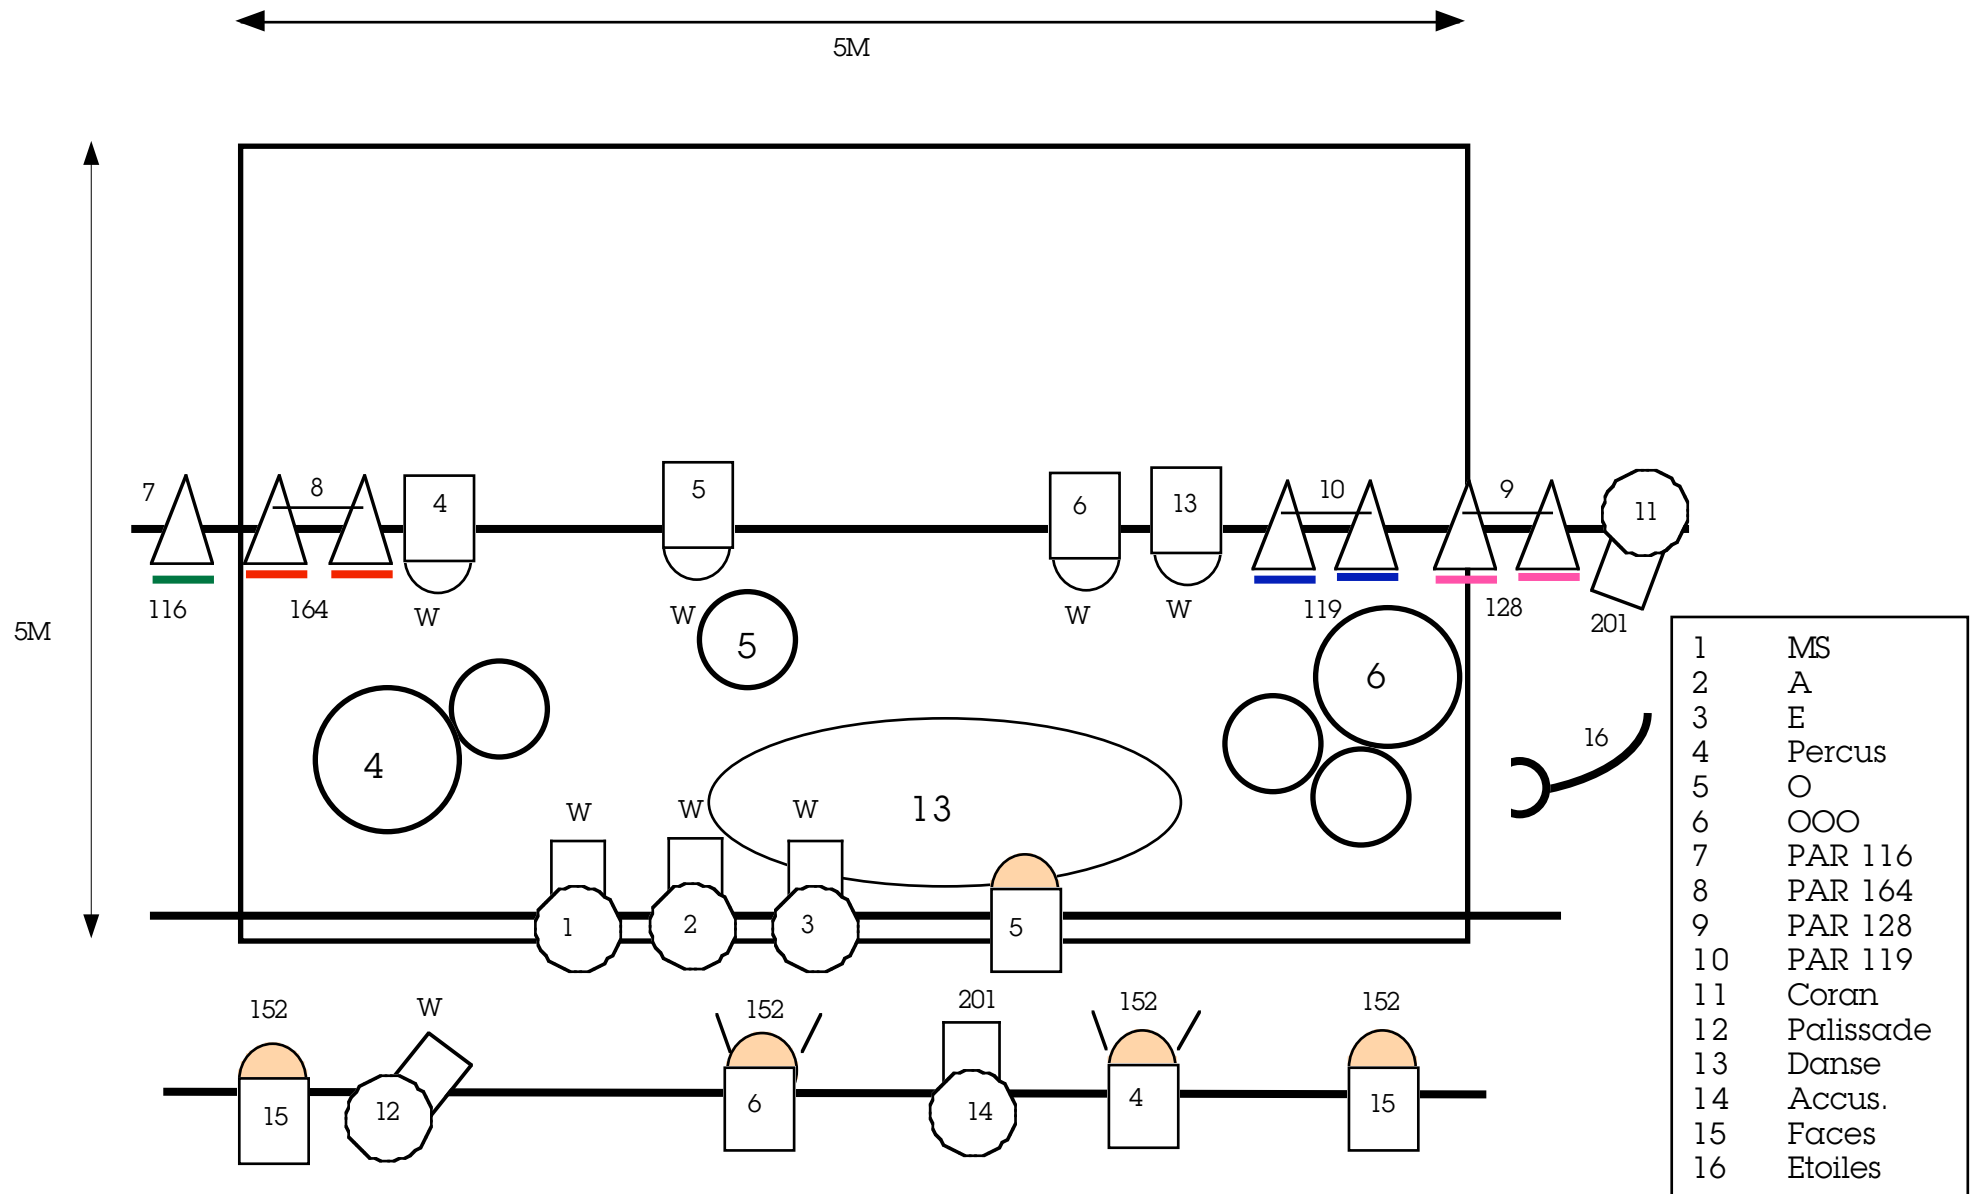 5M
5M
7
8
4
5
6
13
10
9
11
116
164
W
W
W
W
119
128
201
5
6
4
16
13
W
W
W
1
2
3
5
152
W
152
201
152
152
15
12
6
14
4
15
1 MS
2 A
3 E
4 Percus
5 O
6 OOO
7 PAR 116
8 PAR 164
9 PAR 128
10 PAR 119
11 Coran
12 Palissade
13 Danse
14 Accus.
15 Faces
16 Etoiles